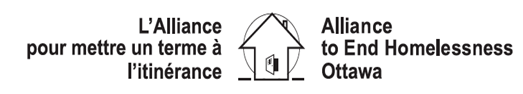 L'Alliance
pour mettre un terme à
l'itinérance
Alliance
to End Homelessness
Ottawa